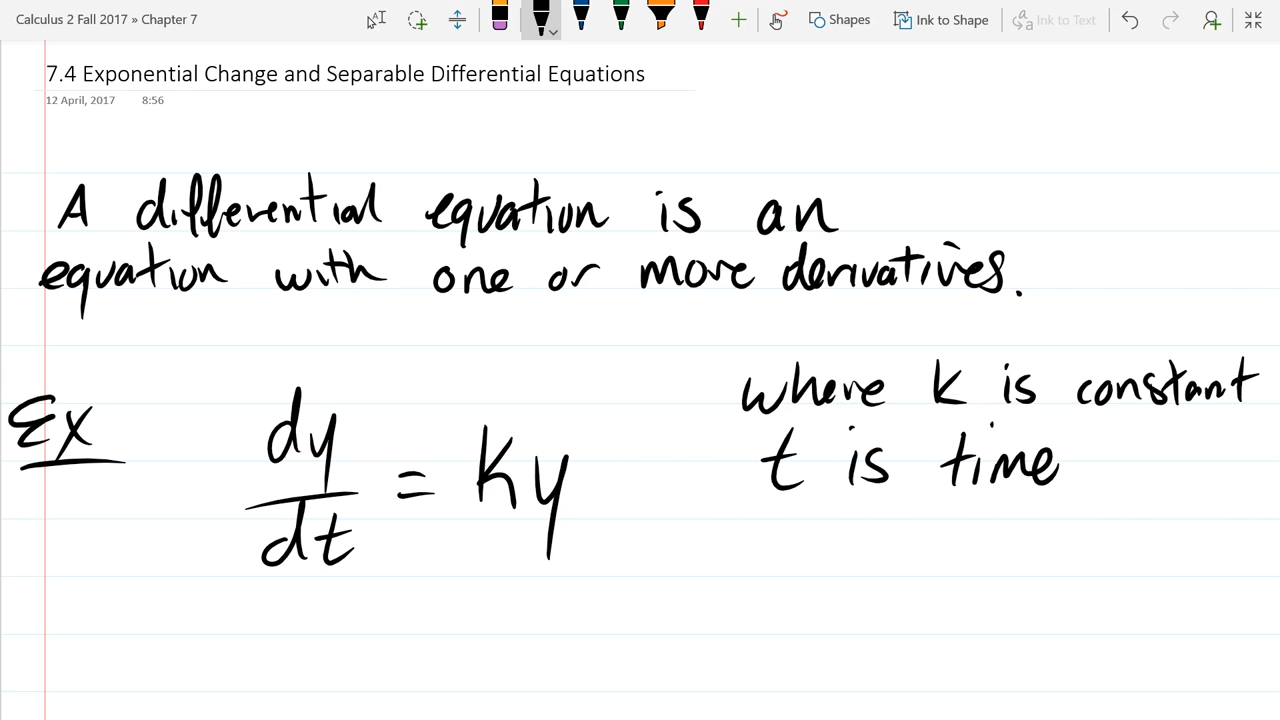 Calculus 2 Fall 2017 » Chapter 7
Shapes
Ink to Shape
Ink to Text
7.4 Exponential Change and Separable Differential Equations
12 April, 2017 8:56
A differential equation is an
equation with one or more derivatives.
Ex dy/dt = ky
where k is constant
t is time